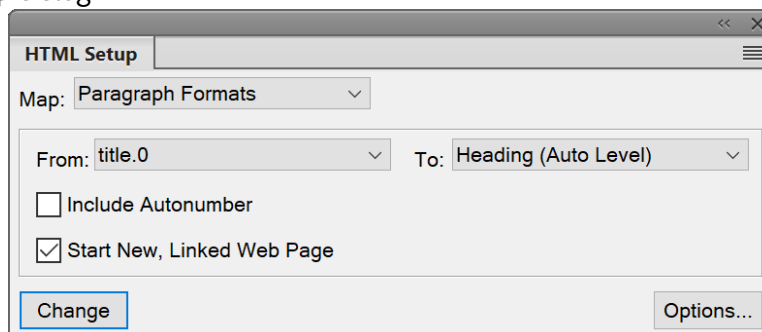 HTML Setup
Map: Paragraph Formats
From: title.0 To: Heading (Auto Level)
Include Autonumber
Start New, Linked Web Page
Change Options...